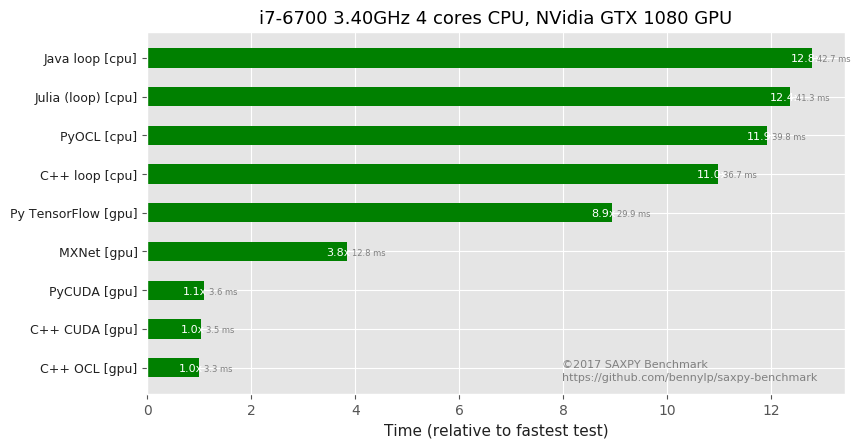 i7-6700 3.40GHz 4 cores CPU, NVidia GTX 1080 GPU
Java loop [cpu] 12.8 42.7 ms
Julia (loop) [cpu] 12.4 41.3 ms
PyOCL [cpu] 11.9 39.8 ms
C++ loop [cpu] 11.0 36.7 ms
Py TensorFlow [gpu] 8.9x 29.9 ms
MXNet [gpu] 3.8x 12.8 ms
PyCUDA [gpu] 1.1x 3.6 ms
C++ CUDA [gpu] 1.0x 3.5 ms
C++ OCL [gpu] 1.0x 3.3 ms
©2017 SAXPY Benchmark
https://github.com/bennylp/saxpy-benchmark
0 2 4 6 8 10 12
Time (relative to fastest test)